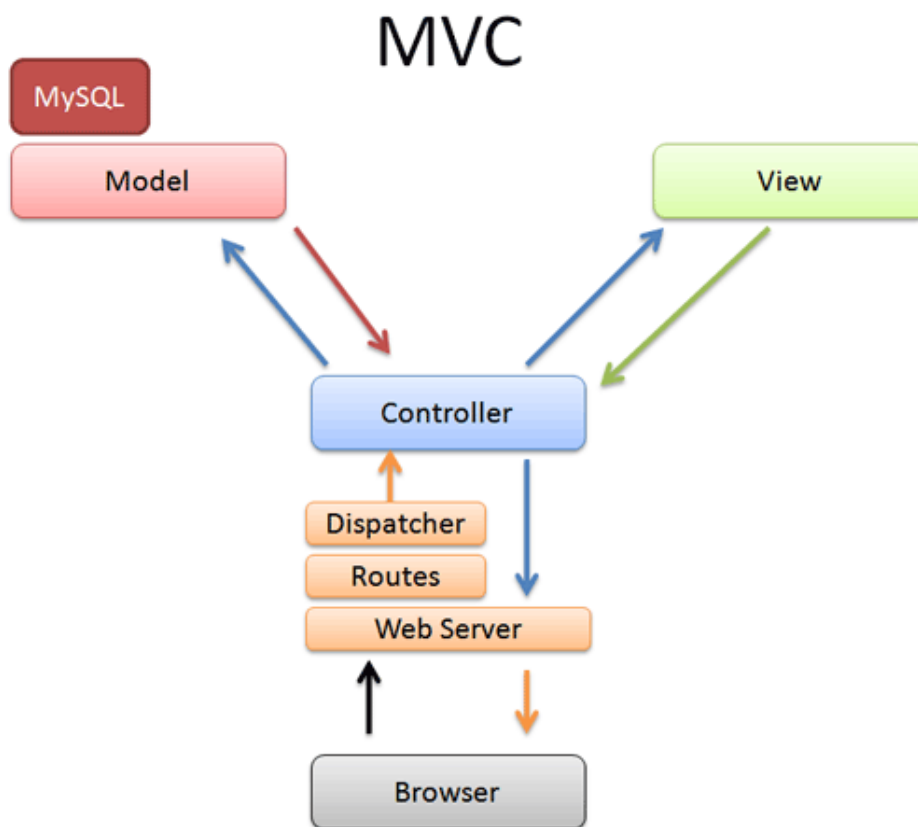 MVC
MySQL
Model
View
Controller
Dispatcher
Routes
Web Server
Browser